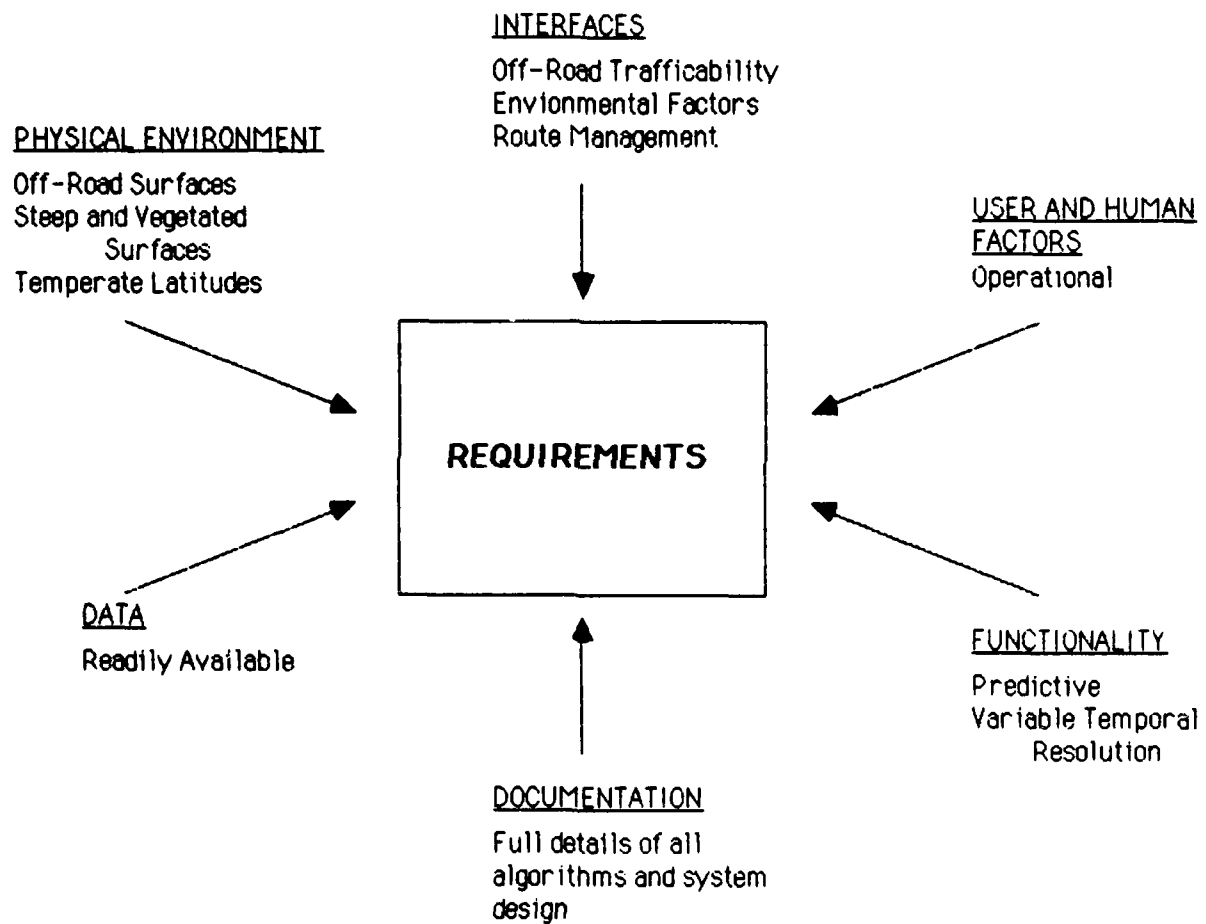 INTERFACES
Off-Road Trafficability
Envionmental Factors
Route Management
PHYSICAL ENVIRONMENT
Off-Road Surfaces
Steep and Vegetated
Surfaces
Temperate Latitudes
USER AND HUMAN
FACTORS
Operational
REQUIREMENTS
DATA
Readily Available
FUNCTIONALITY
Predictive
Variable Temporal
Resolution
DOCUMENTATION
Full details of all
algorithms and system
design